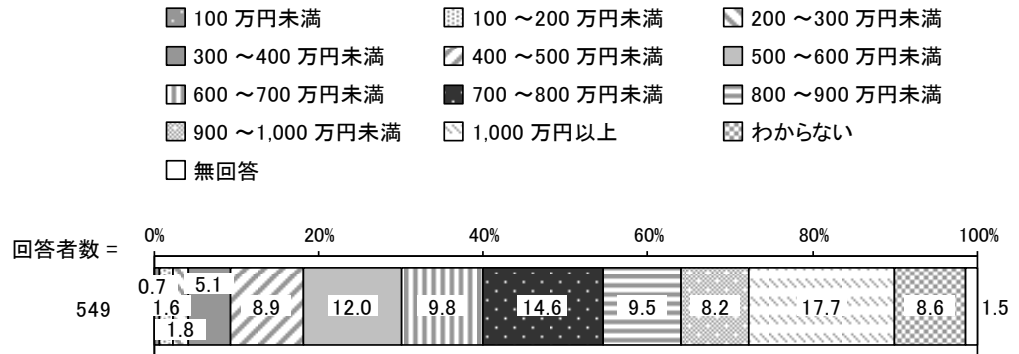 100 万円未満 100 ～200 万円未満 200 ～300 万円未満
300 ～400 万円未満 400 ～500 万円未満 500 ～600 万円未満
600 ～700 万円未満 700 ～800 万円未満 800 ～900 万円未満
900 ～1,000 万円未満 1,000 万円以上 わからない
無回答
0% 20% 40% 60% 80% 100%
回答者数 =
549 0.7 1.6 1.8 5.1 8.9 12.0 9.8 14.6 9.5 8.2 17.7 8.6 1.5